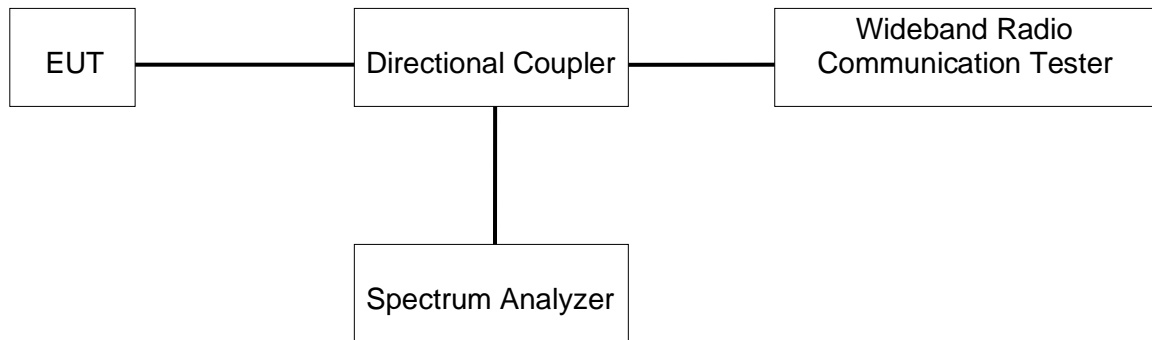 EUT
Directional Coupler
Wideband Radio
Communication Tester
Spectrum Analyzer